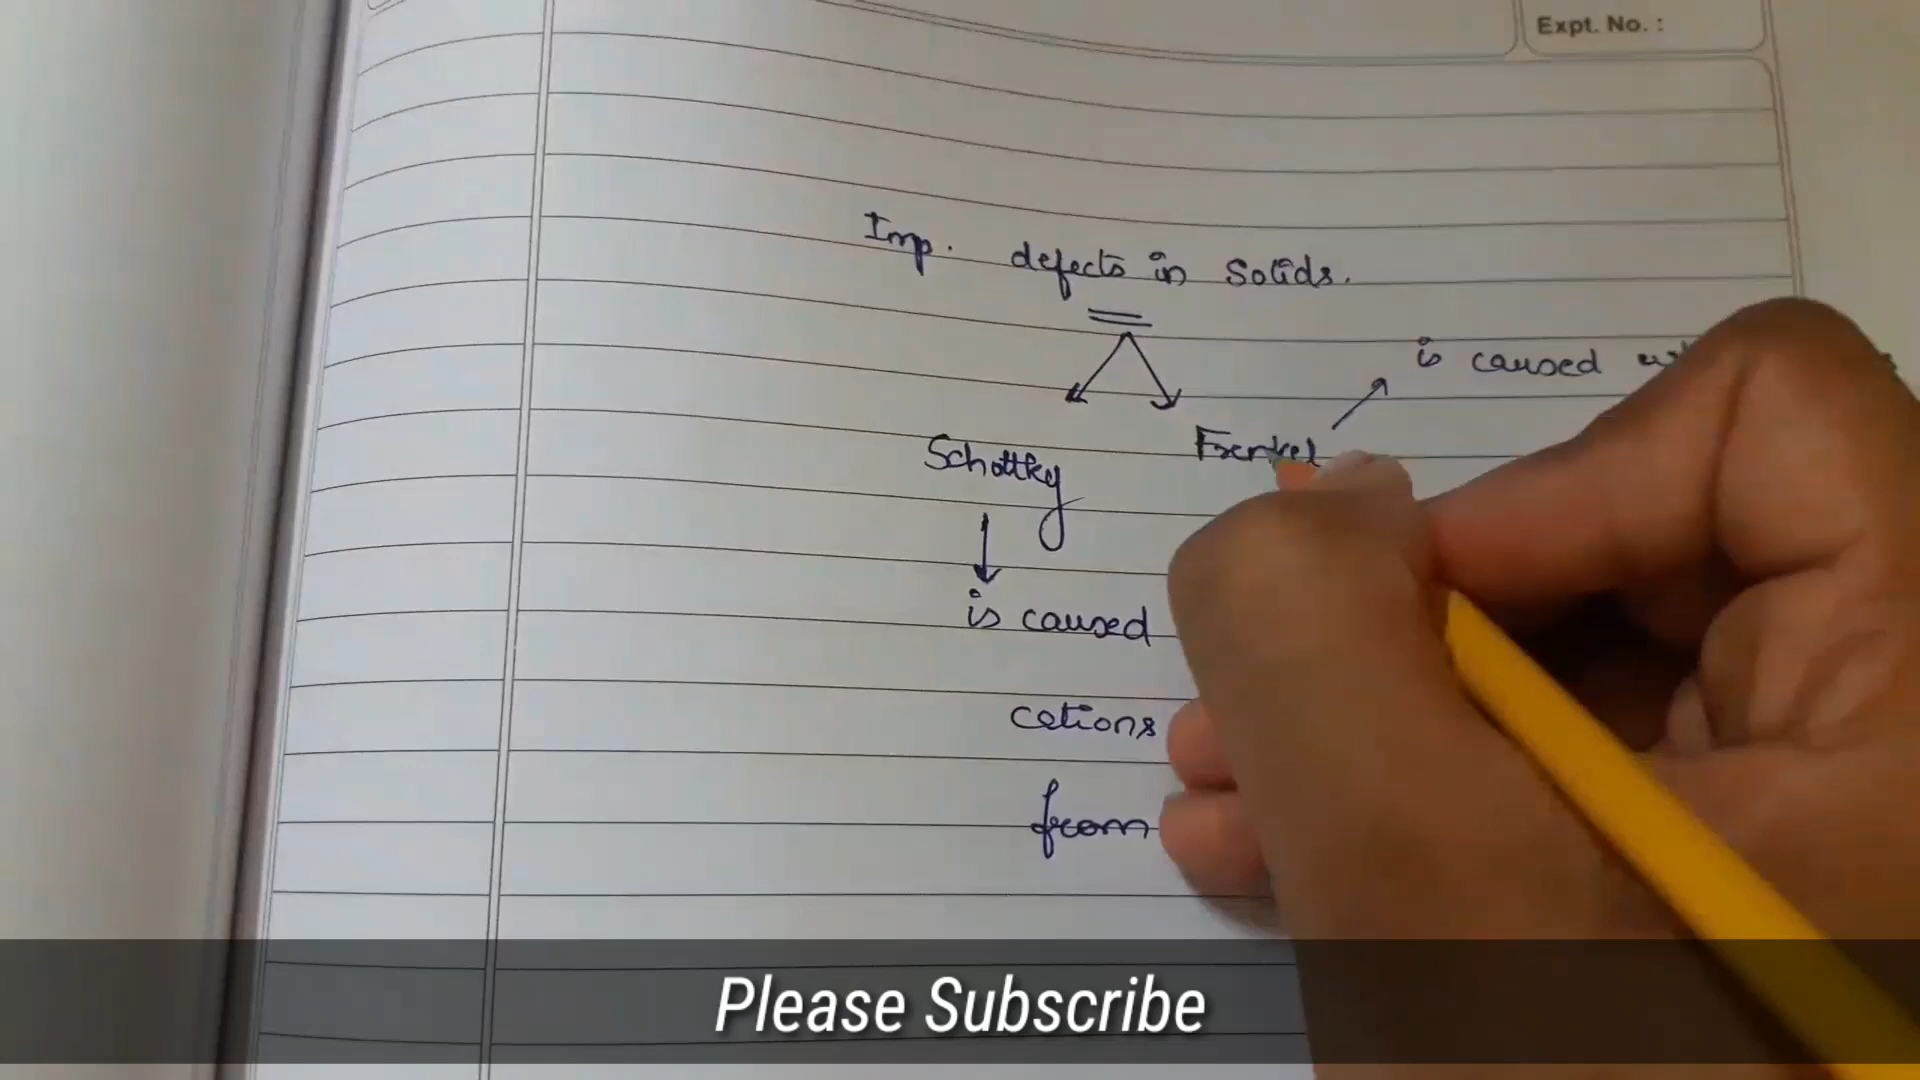 Expt. No. :
Imp. defects in Solids.
is caused
Schottky
Frenkel
is caused
cations
from
Please Subscribe